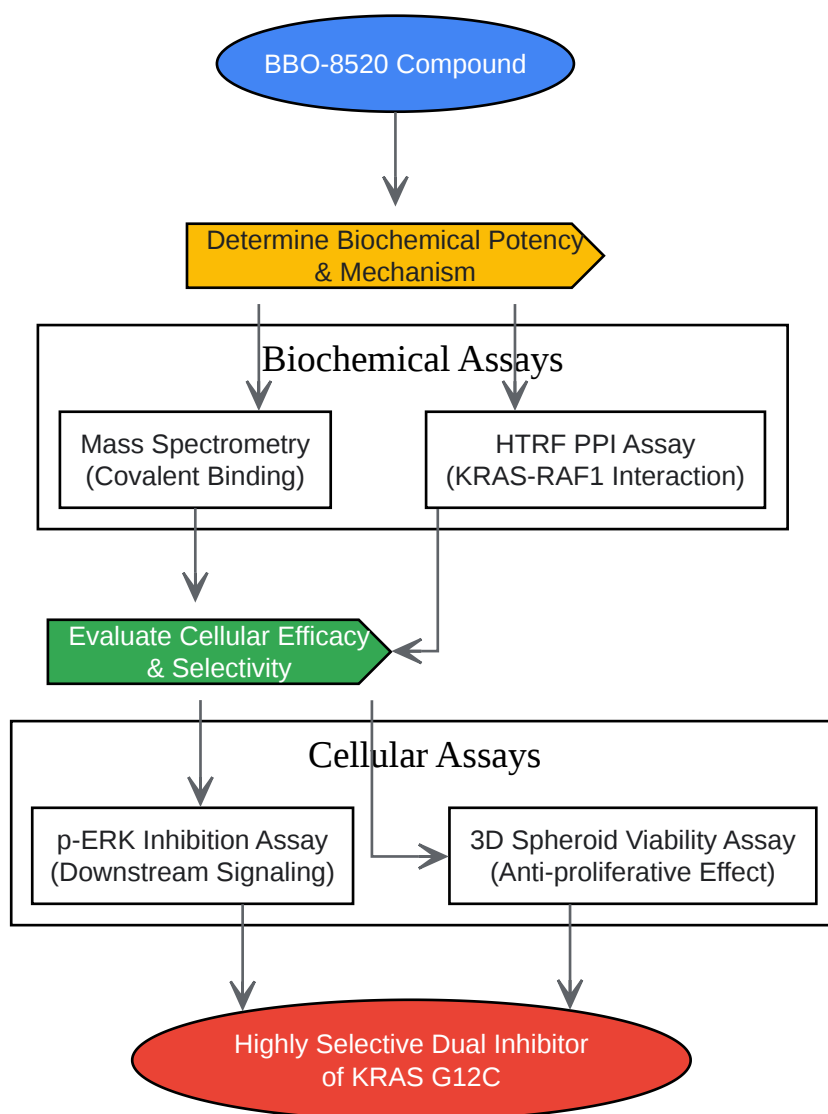 BBO-8520 Compound
Determine Biochemical Potency
& Mechanism
Biochemical Assays
Mass Spectrometry
(Covalent Binding)
HTRF PPI Assay
(KRAS-RAF1 Interaction)
Evaluate Cellular Efficacy
& Selectivity
Cellular Assays
p-ERK Inhibition Assay
(Downstream Signaling)
3D Spheroid Viability Assay
(Anti-proliferative Effect)
Highly Selective Dual Inhibitor
of KRAS G12C